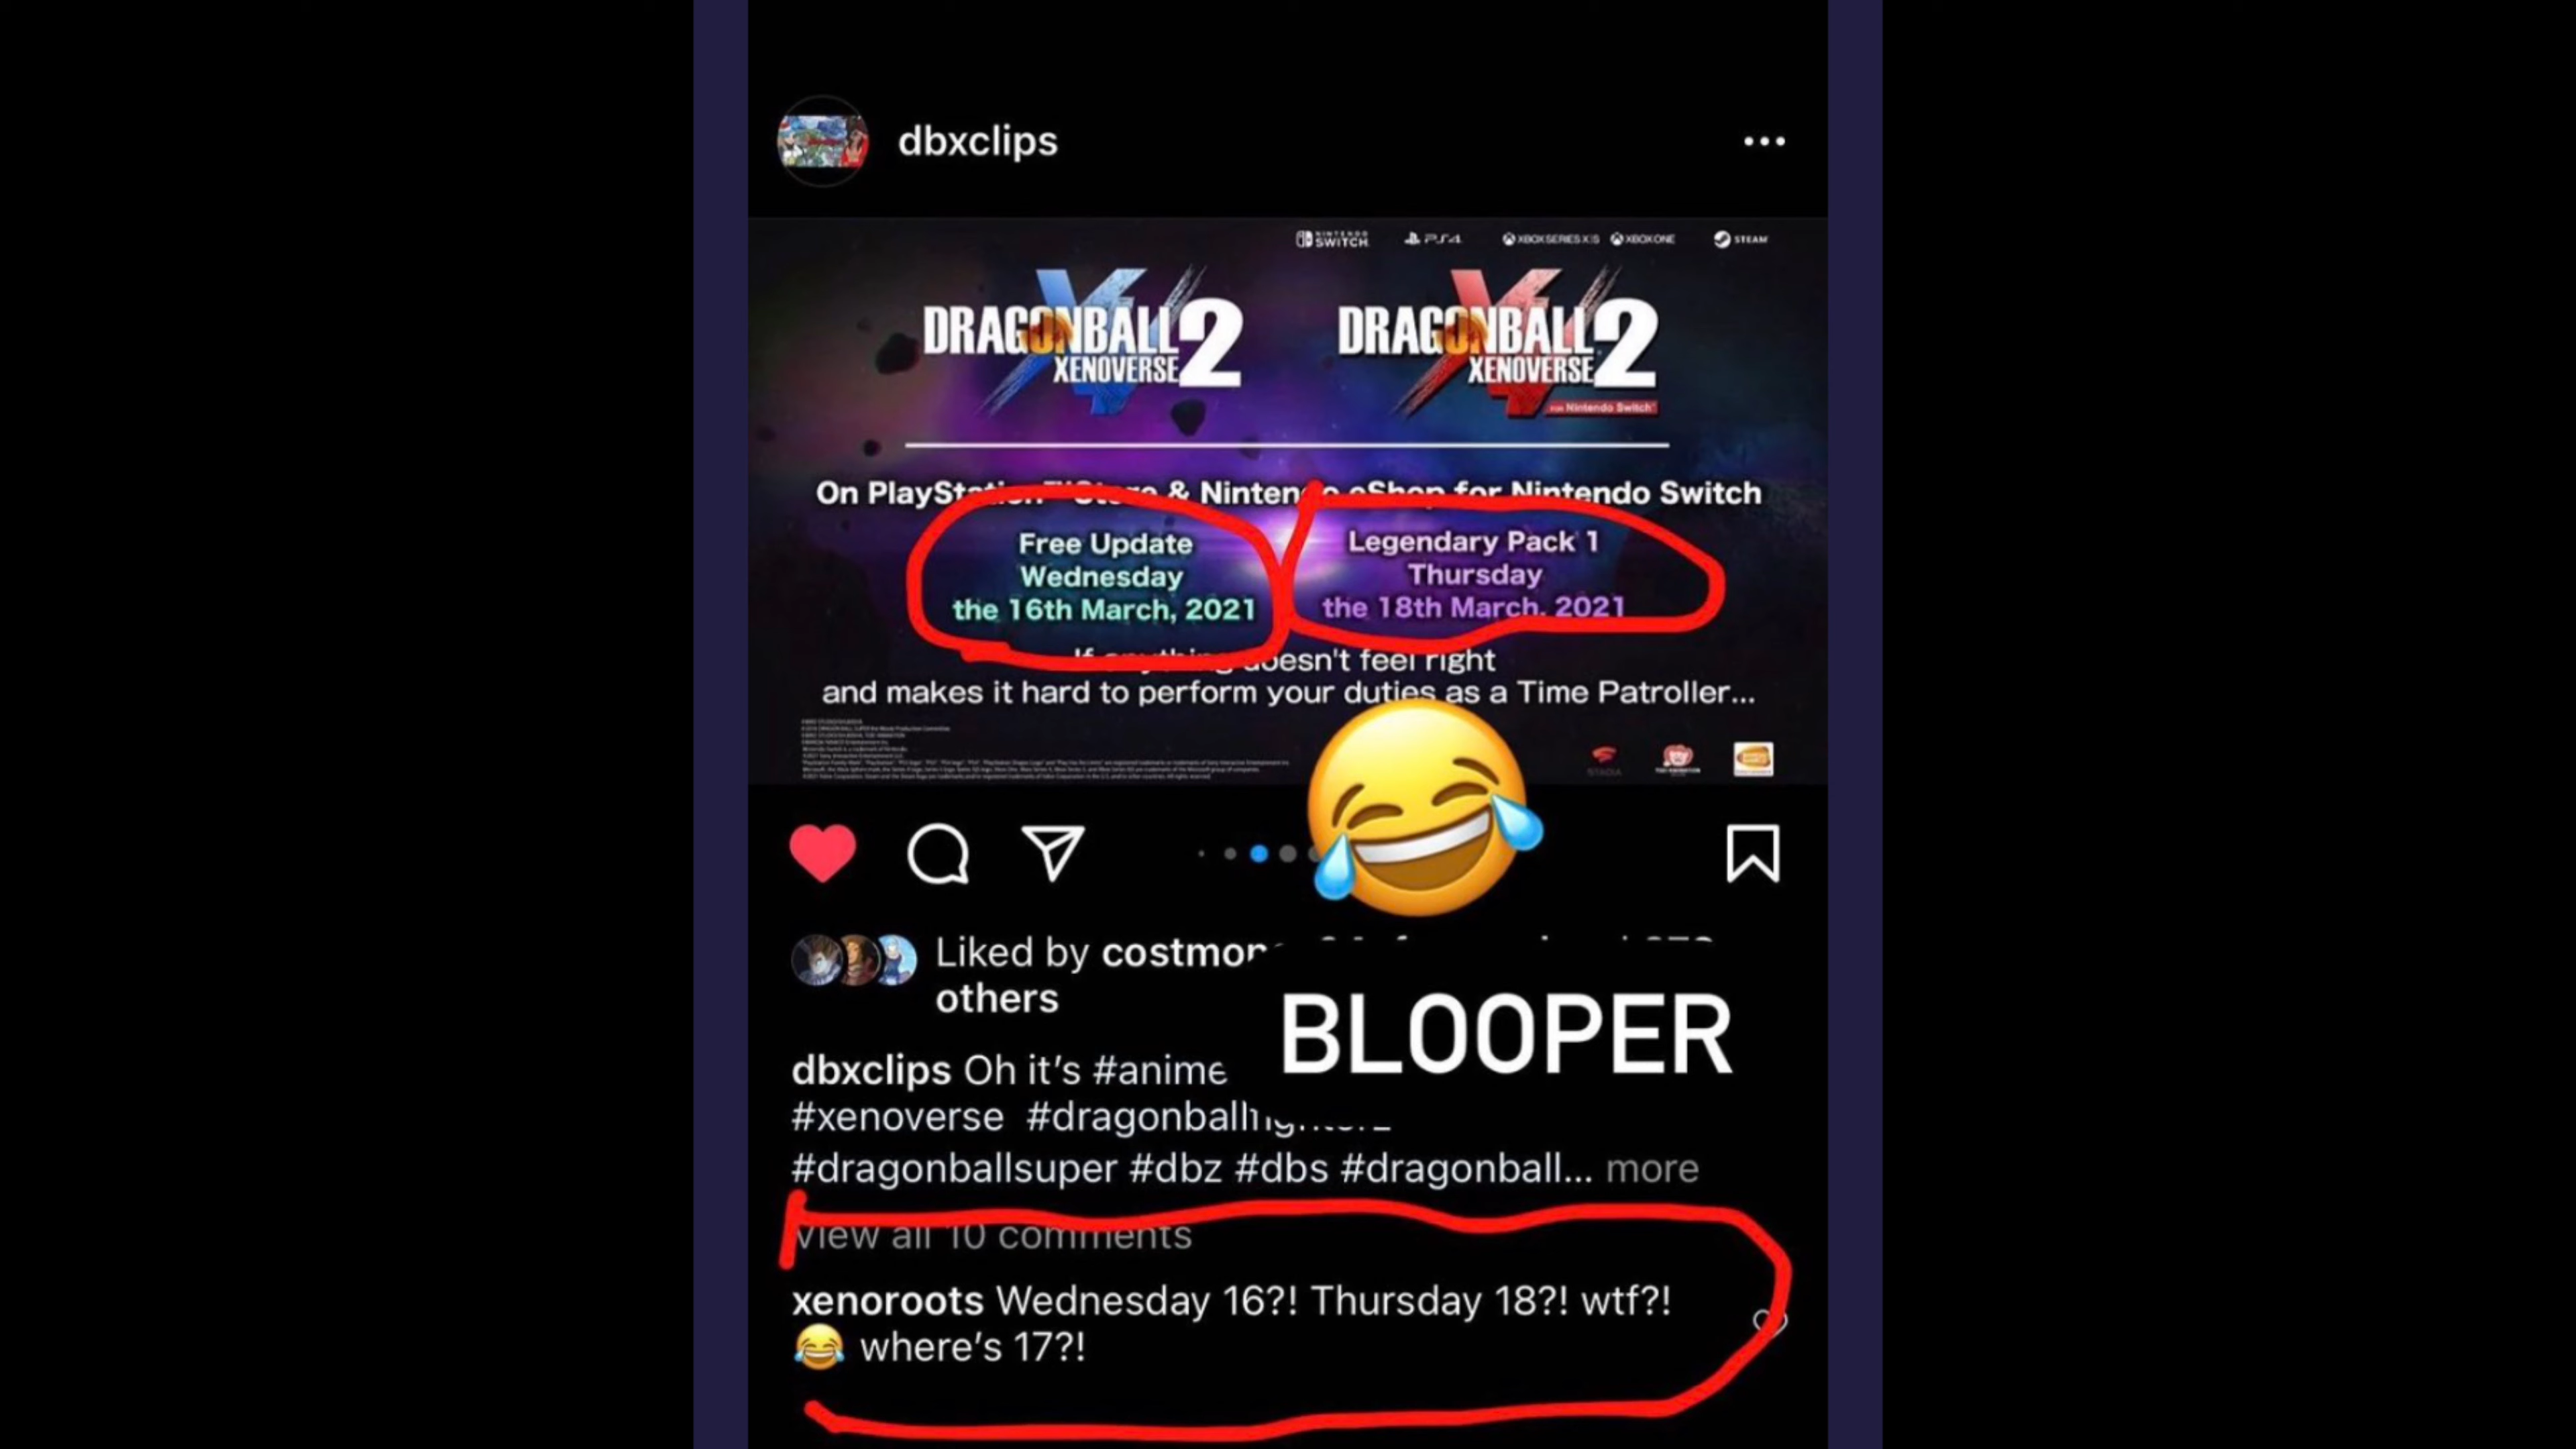 dbxclips
NINTENDO SWITCH PS4 XBOX SERIES X|S XBOX ONE STEAM
DRAGONBALL XENOVERSE 2
DRAGONBALL XENOVERSE 2
FOR Nintendo Switch
On PlayStation™ Store & Nintendo eShop for Nintendo Switch
Free Update
Wednesday
the 16th March, 2021
Legendary Pack 1
Thursday
the 18th March, 2021
If anything doesn't feel right
and makes it hard to perform your duties as a Time Patroller...
STADIA
Liked by
others
BLOOPER
dbxclips Oh it's #anime
#xenoverse
#dragonballsuper #dbz #dbs #dragonball... more
View all 10 comments
xenoroots Wednesday 16?! Thursday 18?! wtf?!
😂 where's 17?!